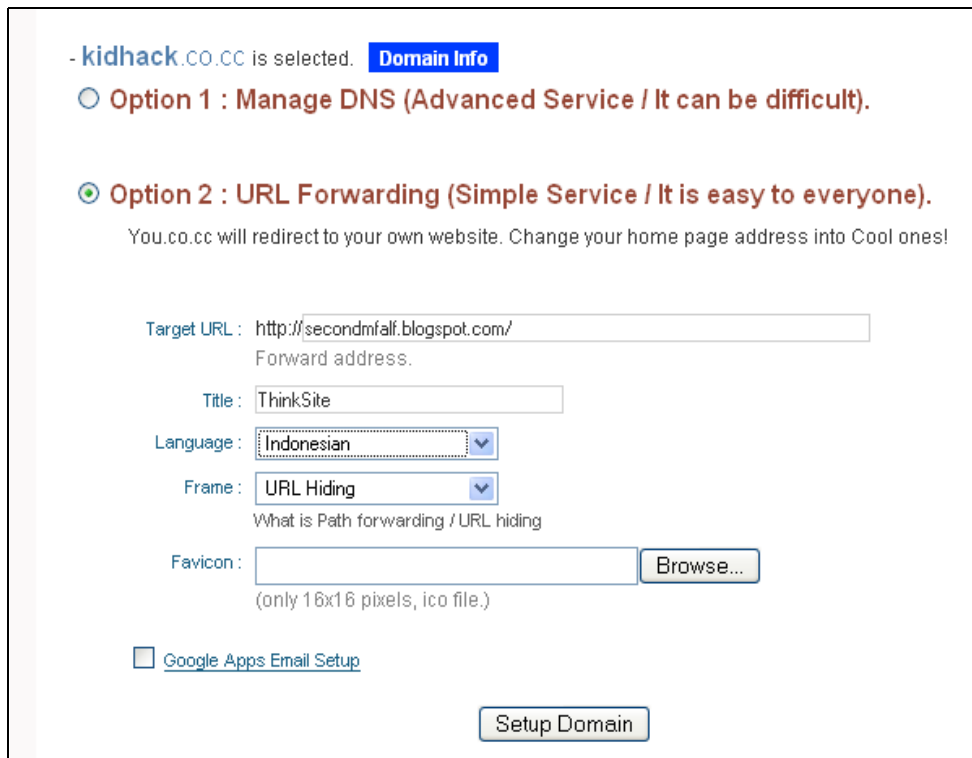 - kidhack.co.cc is selected. Domain Info
Option 1 : Manage DNS (Advanced Service / It can be difficult).
Option 2 : URL Forwarding (Simple Service / It is easy to everyone).
You.co.cc will redirect to your own website. Change your home page address into Cool ones!
Target URL : http://secondmfalf.blogspot.com/
Forward address.
Title : ThinkSite
Language : Indonesian
Frame : URL Hiding
What is Path forwarding / URL hiding
Favicon : Browse...
(only 16x16 pixels, ico file.)
Google Apps Email Setup
Setup Domain